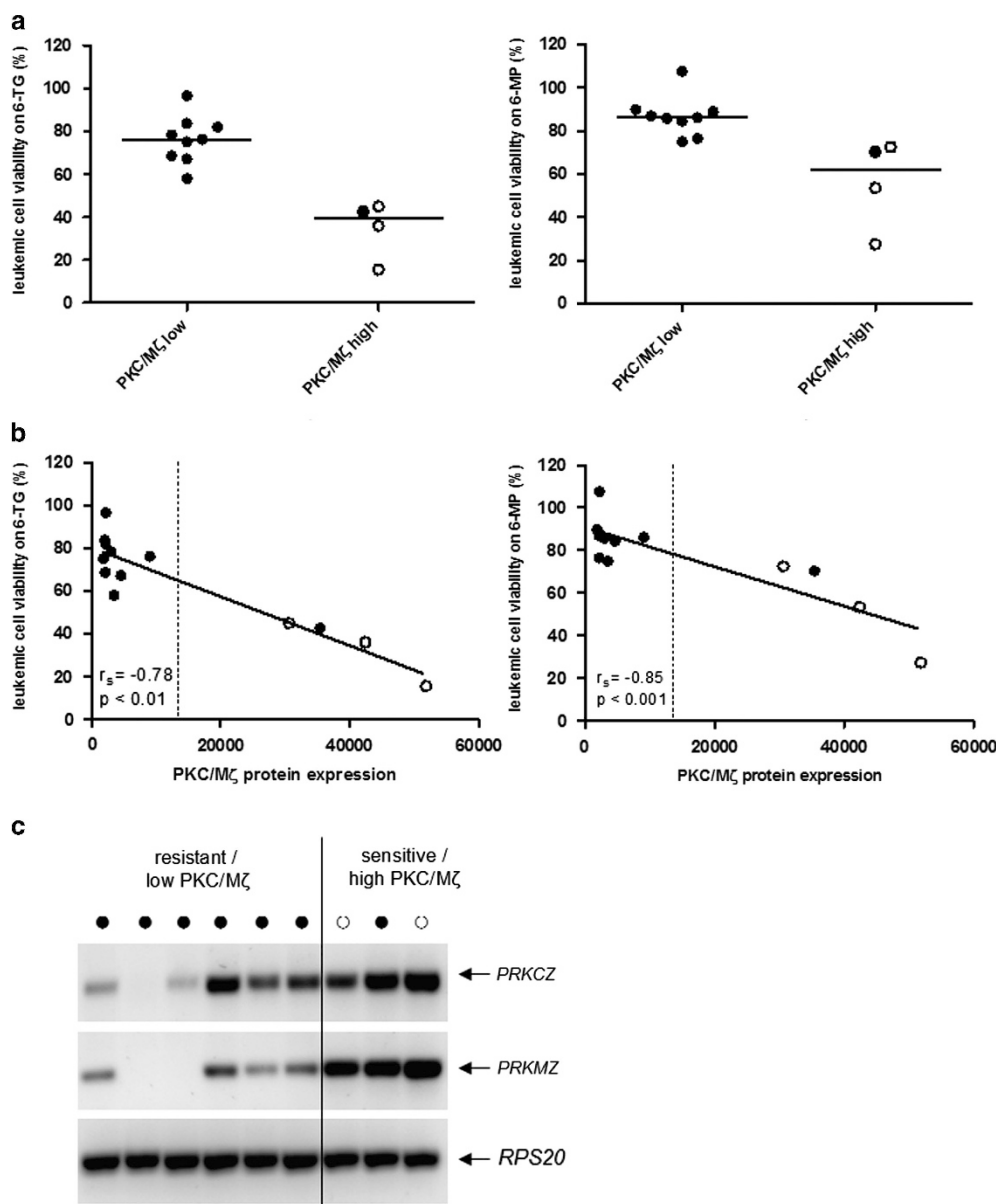 a
leukemic cell viability on 6-TG (%)
120
100
80
60
40
20
0
PKC/Mζ low
PKC/Mζ high
leukemic cell viability on 6-MP (%)
120
100
80
60
40
20
0
PKC/Mζ low
PKC/Mζ high
b
leukemic cell viability on 6-TG (%)
120
100
80
60
40
20
0
rs = -0.78
p < 0.01
0
20000
40000
60000
PKC/Mζ protein expression
leukemic cell viability on 6-MP (%)
120
100
80
60
40
20
0
rs = -0.85
p < 0.001
0
20000
40000
60000
PKC/Mζ protein expression
c
resistant /
low PKC/Mζ
sensitive /
high PKC/Mζ
PRKCZ
PRKMZ
RPS20